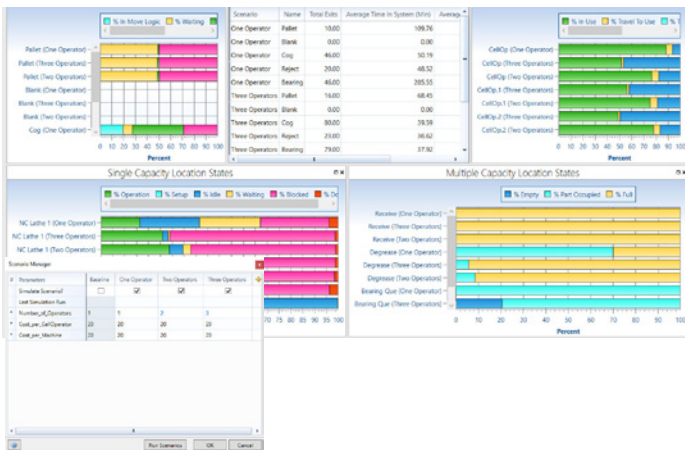 % In Move Logic % Waiting
Pallet (One Operator)
Pallet (Three Operators)
Pallet (Two Operators)
Blank (One Operator)
Blank (Three Operators)
Blank (Two Operators)
Cog (One Operator)
0 10 20 30 40 50 60 70 80 90 100
Percent
Scenario Name Total Exits Average Time In System (Min) Average
One Operator Pallet 10.00 109.76
One Operator Blank 0.00 0.00
One Operator Cog 46.00 50.19
One Operator Reject 20.00 48.52
One Operator Bearing 46.00 205.55
Three Operators Pallet 16.00 68.45
Three Operators Blank 0.00 0.00
Three Operators Cog 80.00 39.59
Three Operators Reject 23.00 36.62
Three Operators Bearing 79.00 37.92
% In Use % Travel To Use
CellOp (One Operator)
CellOp (Three Operators)
CellOp (Two Operators)
CellOp.1 (Three Operators)
CellOp.1 (Two Operators)
CellOp.2 (Three Operators)
CellOp.2 (Two Operators)
0 10 20 30 40 50 60 70 80 90 100
Percent
Single Capacity Location States
% Operation % Setup % Idle % Waiting % Blocked
NC Lathe 1 (One Operator)
NC Lathe 1 (Three Operators)
NC Lathe 1 (Two Operators)
70 75 80 85 90 95 100
Multiple Capacity Location States
% Empty % Part Occupied % Full
Receive (One Operator)
Receive (Three Operators)
Receive (Two Operators)
Degrease (One Operator)
Degrease (Three Operators)
Degrease (Two Operators)
Bearing Que (One Operator)
Bearing Que (Three Operators)
0 10 20 30 40 50 60 70 80 90 100
Percent
Scenario Manager
Parameters Baseline One Operator Two Operators Three Operators
Simulate Scenario?
Last Simulation Run
Number_of_Operators 1 1 2 3
Cost_per_CellOperator 20 20 20 20
Cost_per_Machine 20 20 20 20
Run Scenarios OK Cancel